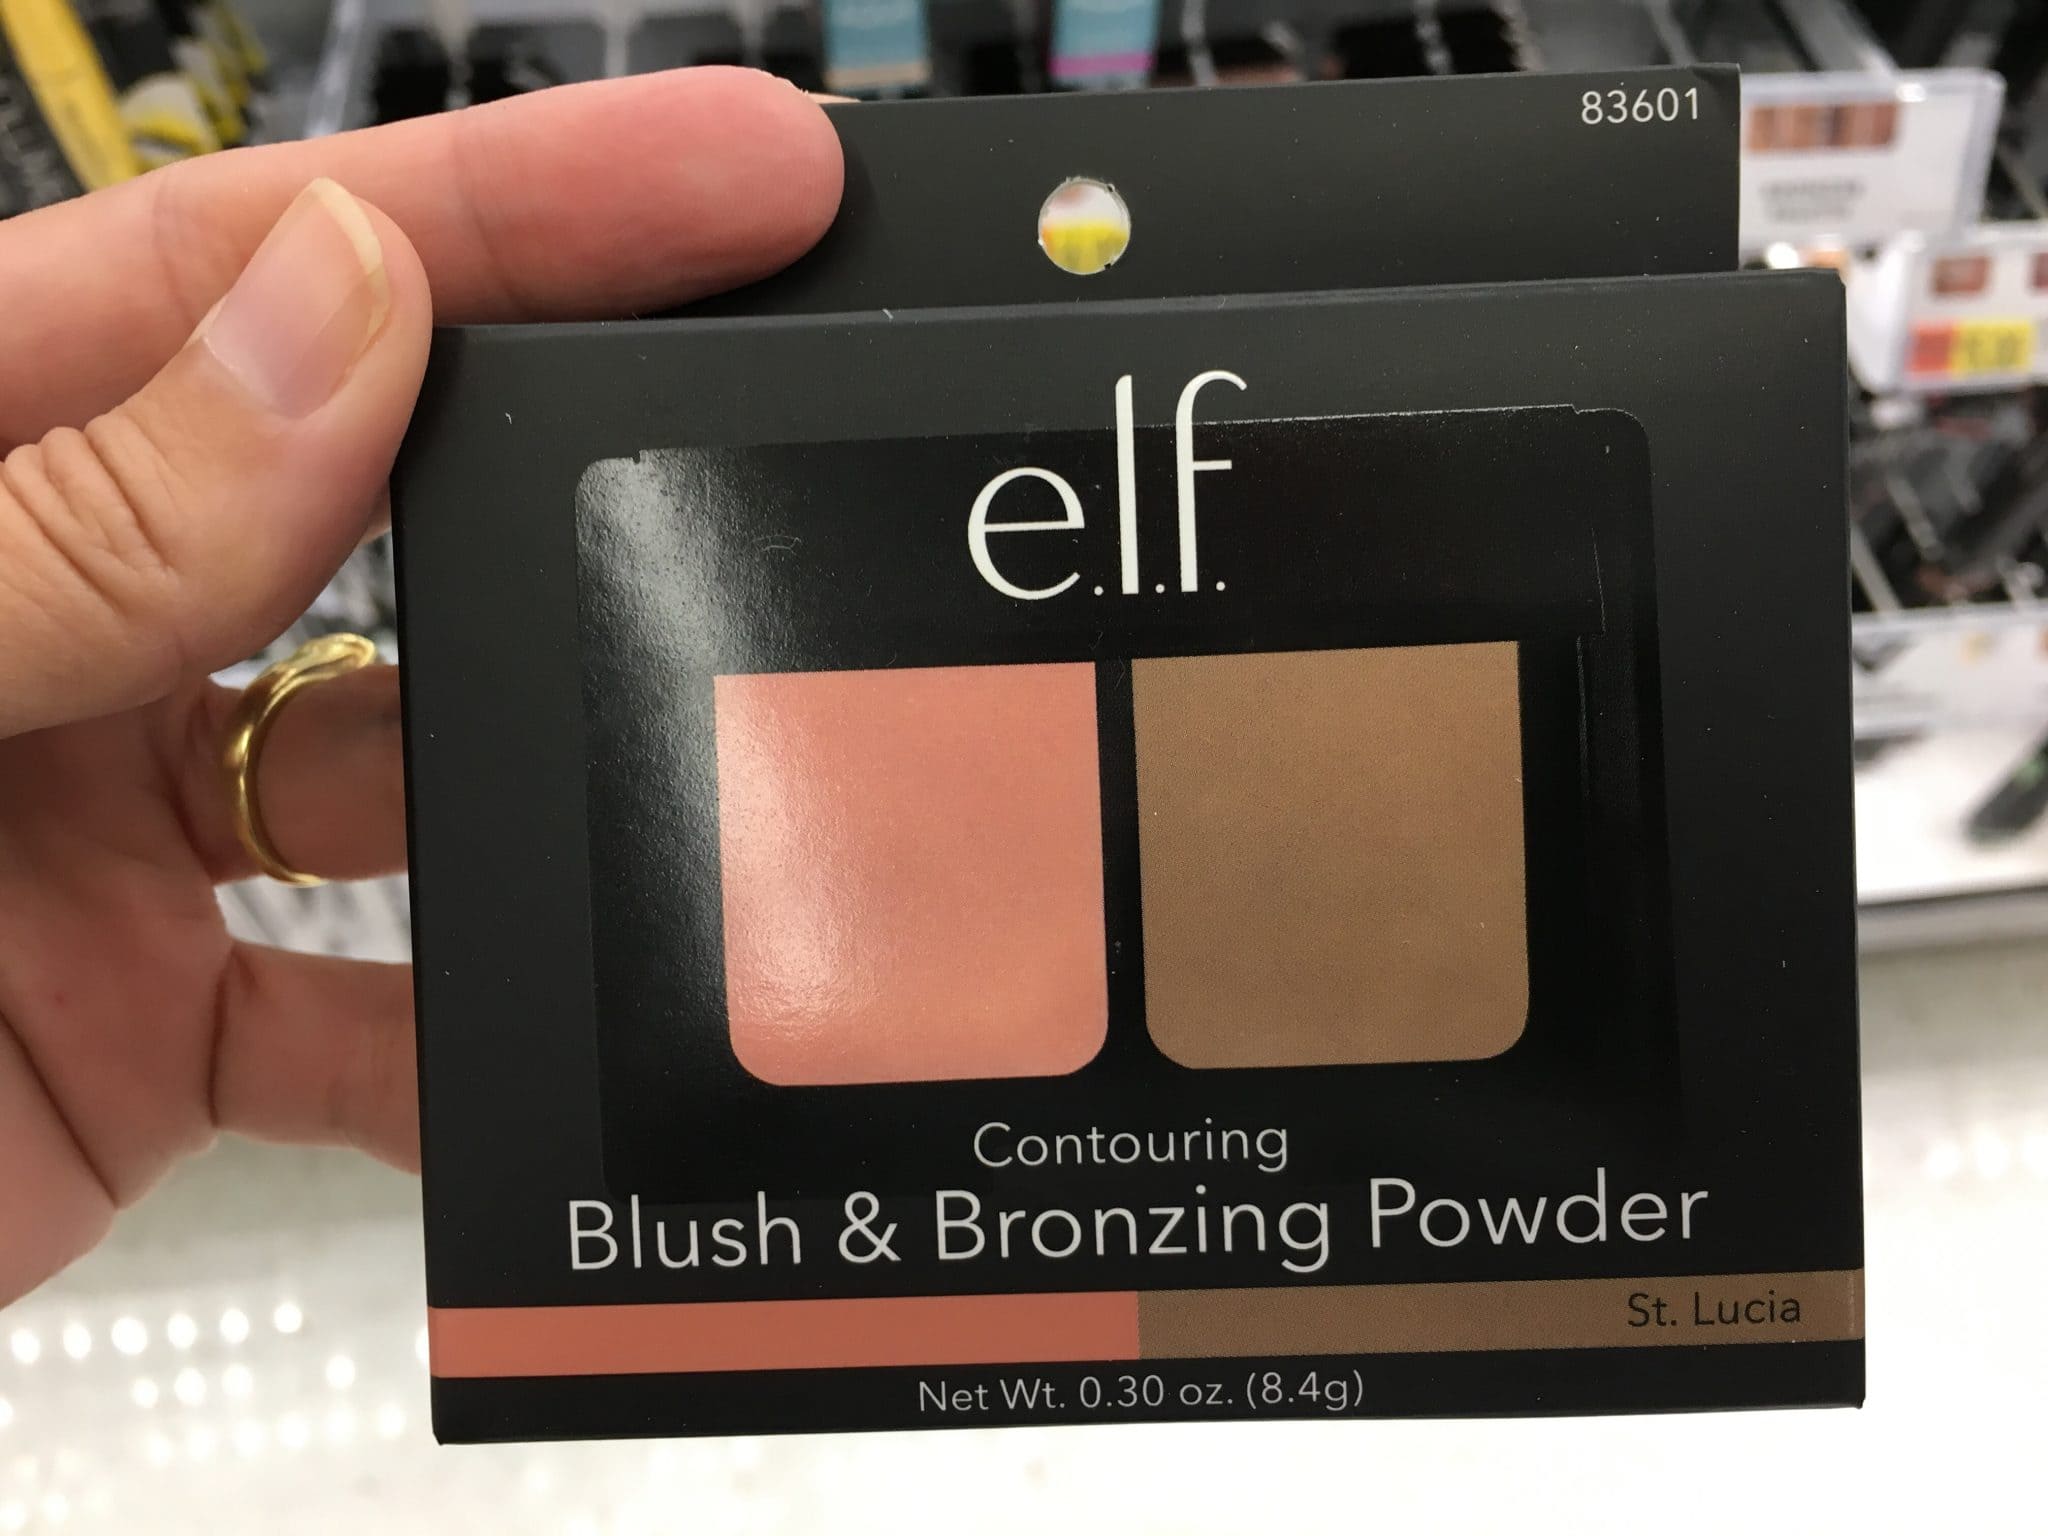 83601
e.l.f.
Contouring
Blush & Bronzing Powder
St. Lucia
Net Wt. 0.30 oz. (8.4g)